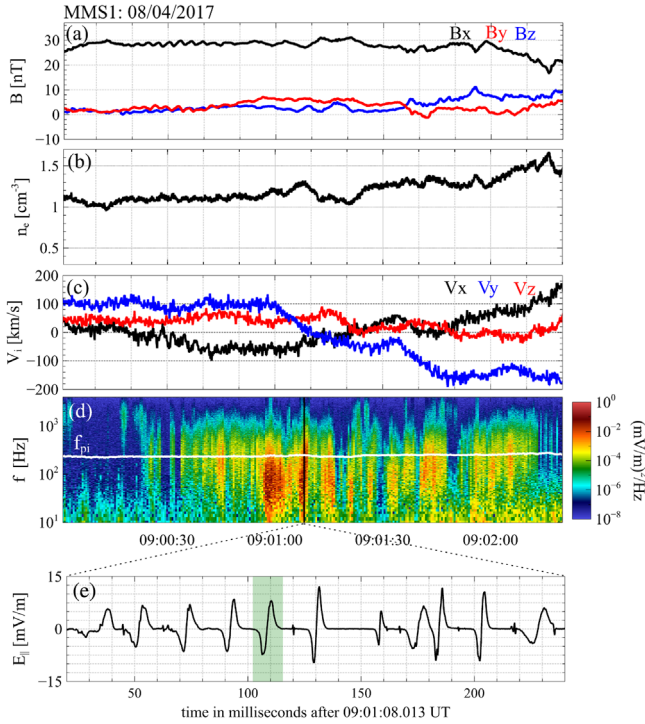 MMS1: 08/04/2017
(a)
Bx By Bz
40
30
20
10
0
−10
B [nT]
(b)
1.5
1
0.5
nₑ [cm⁻³]
(c)
Vx Vy Vz
200
100
0
−100
−200
Vᵢ [km/s]
(d)
fₚᵢ
10³
10²
10¹
f [Hz]
10⁰
10⁻²
10⁻⁴
10⁻⁶
10⁻⁸
(mV/m)²/Hz
09:00:30 09:01:00 09:01:30 09:02:00
(e)
15
0
−15
E∥ [mV/m]
50 100 150 200
time in milliseconds after 09:01:08.013 UT